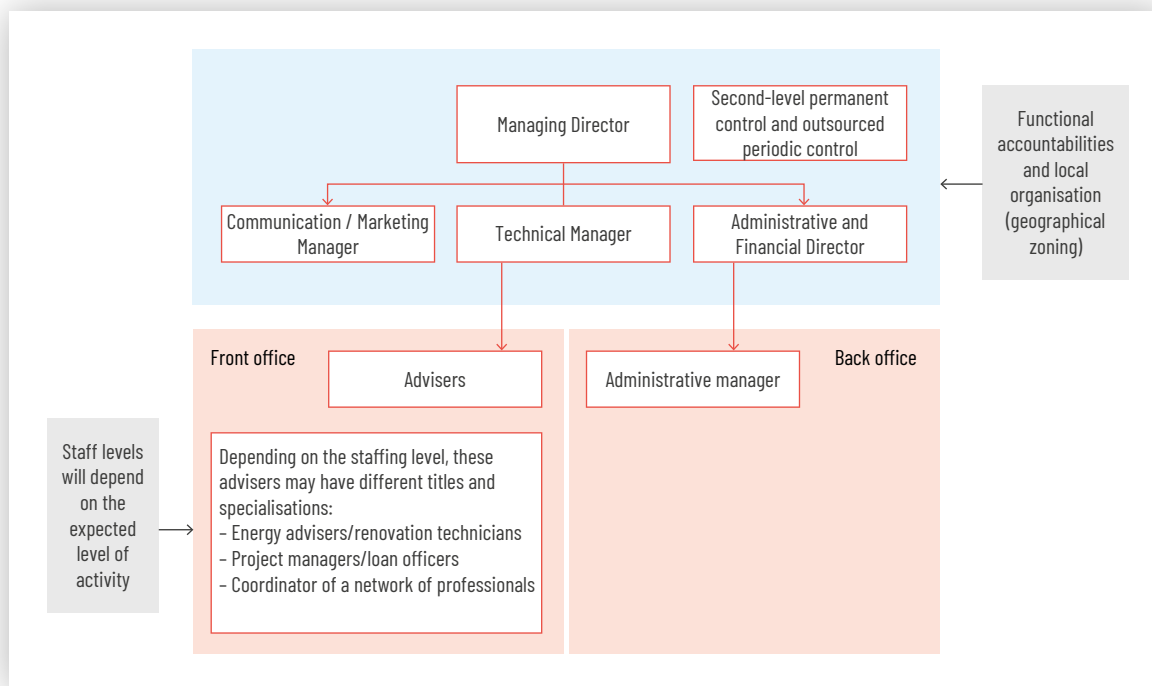 Managing Director
Second-level permanent
control and outsourced
periodic control
Functional
accountabilities
and local
organisation
(geographical
zoning)
Communication / Marketing
Manager
Technical Manager
Administrative and
Financial Director
Front office
Advisers
Administrative manager
Back office
Staff levels
will depend
on the
expected
level of
activity
Depending on the staffing level, these
advisers may have different titles and
specialisations:
– Energy advisers/renovation technicians
– Project managers/loan officers
– Coordinator of a network of professionals